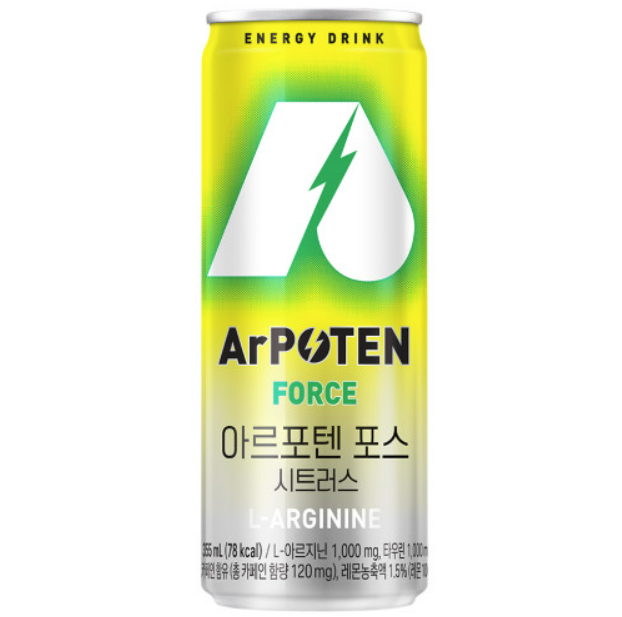 ENERGY DRINK
ArPOTEN
FORCE
아르포텐 포스
시트러스
L-ARGININE
355 mL (78 kcal) / L-아르지닌 1,000 mg, 타우린 1,000 m
카페인 함유 (총 카페인 함량 120 mg), 레몬농축액 1.5% (레몬